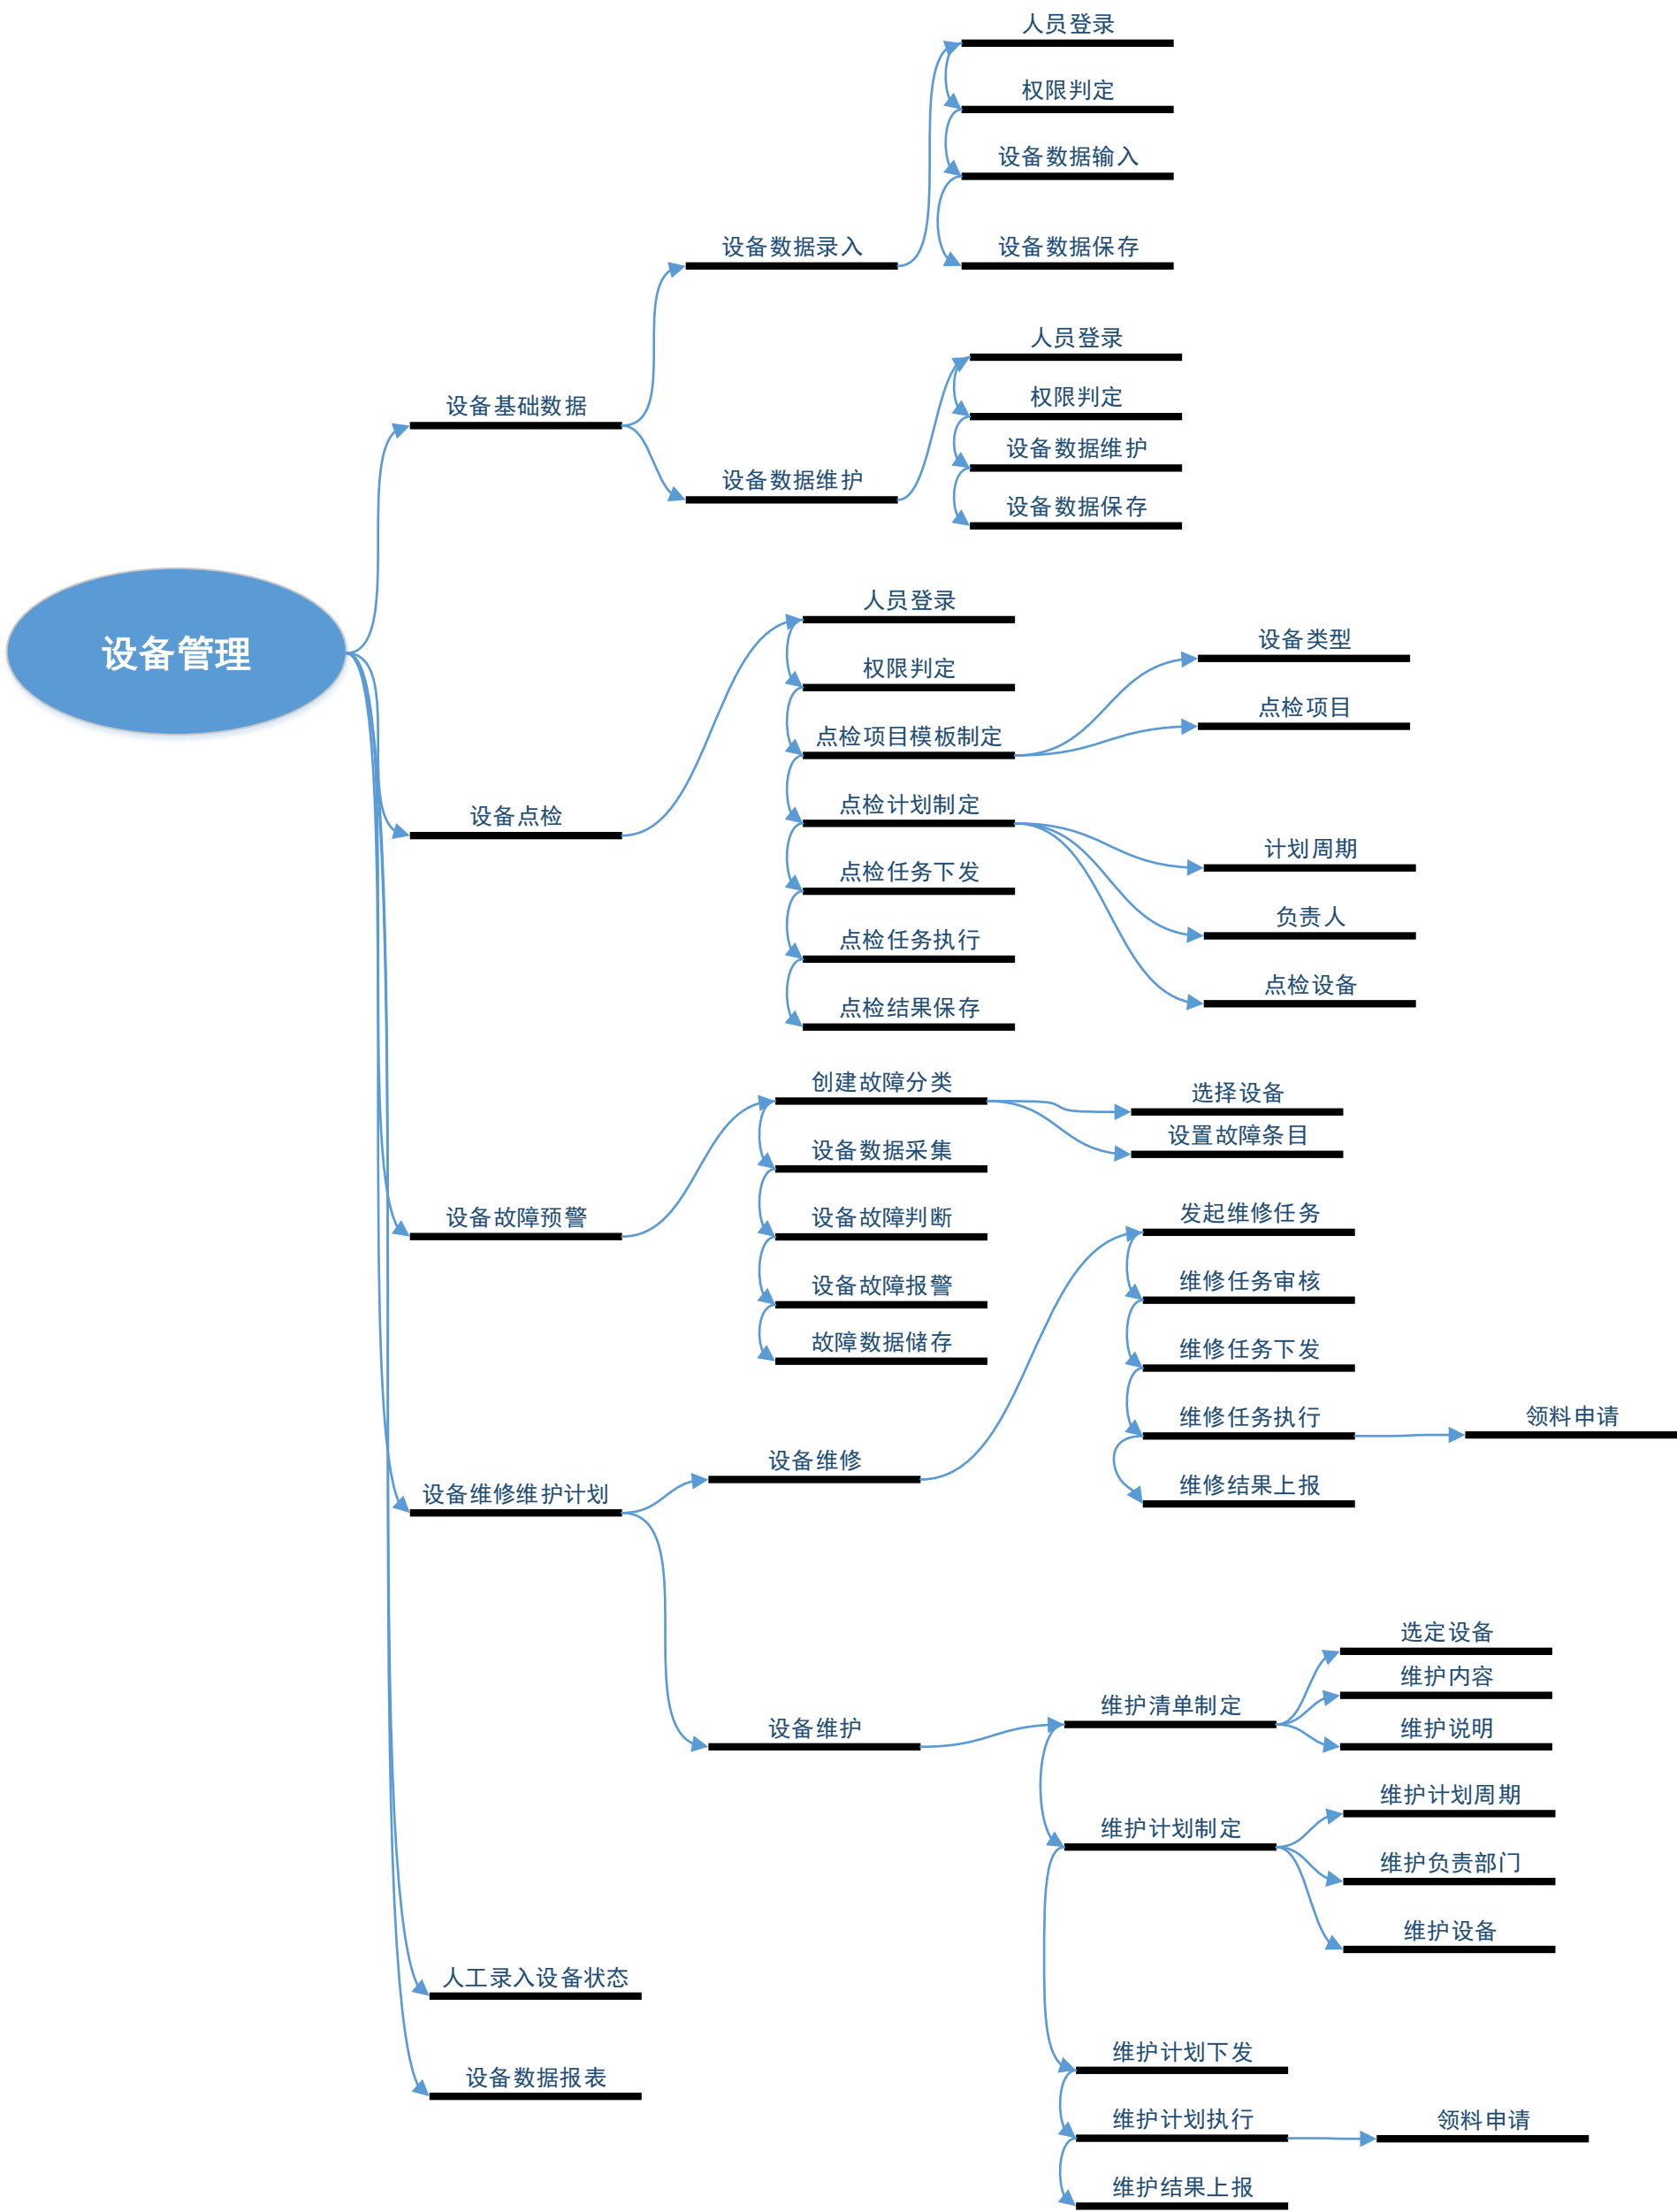 设备管理
设备基础数据
设备数据录入
人员登录
权限判定
设备数据输入
设备数据保存
设备数据维护
人员登录
权限判定
设备数据维护
设备数据保存
设备点检
人员登录
权限判定
点检项目模板制定
设备类型
点检项目
点检计划制定
计划周期
负责人
点检设备
点检任务下发
点检任务执行
点检结果保存
设备故障预警
创建故障分类
选择设备
设置故障条目
设备数据采集
设备故障判断
设备故障报警
故障数据储存
设备维修维护计划
设备维修
发起维修任务
维修任务审核
维修任务下发
维修任务执行
领料申请
维修结果上报
设备维护
维护清单制定
选定设备
维护内容
维护说明
维护计划制定
维护计划周期
维护负责部门
维护设备
维护计划下发
维护计划执行
领料申请
维护结果上报
人工录入设备状态
设备数据报表